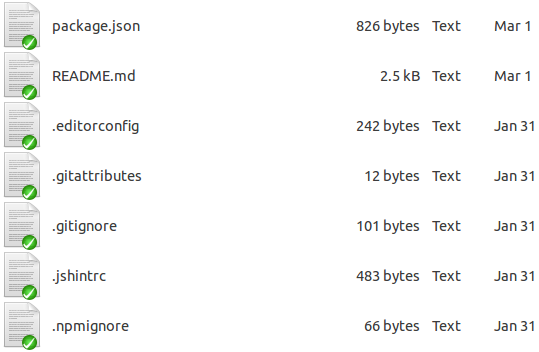 package.json 826 bytes Text Mar 1
README.md 2.5 kB Text Mar 1
.editorconfig 242 bytes Text Jan 31
.gitattributes 12 bytes Text Jan 31
.gitignore 101 bytes Text Jan 31
.jshintrc 483 bytes Text Jan 31
.npmignore 66 bytes Text Jan 31